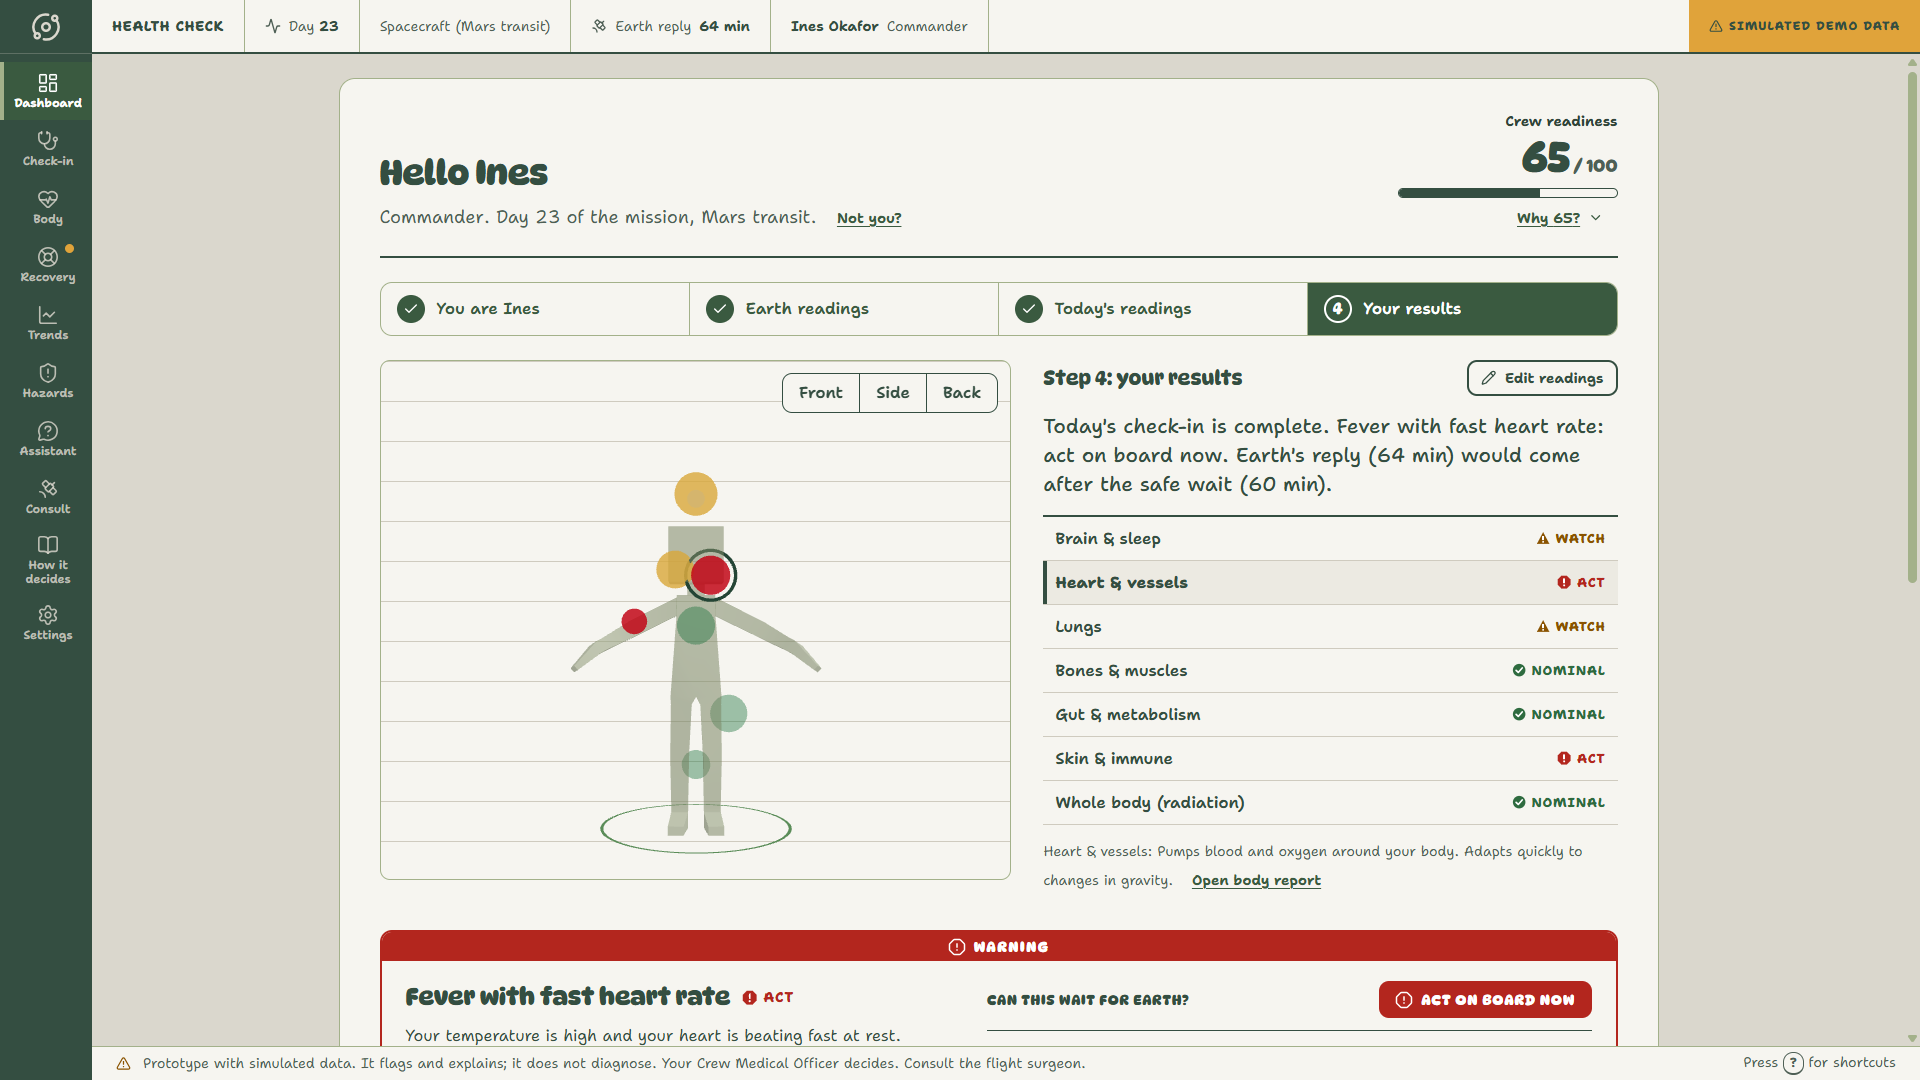 HEALTH CHECK
Day 23
Spacecraft (Mars transit)
Earth reply 64 min
Ines Okafor Commander
SIMULATED DEMO DATA
Dashboard
Check-in
Body
Recovery
Trends
Hazards
Assistant
Consult
How it
decides
Settings
Hello Ines
Commander. Day 23 of the mission, Mars transit. Not you?
Crew readiness
65 / 100
Why 65?
You are Ines
Earth readings
Today's readings
4 Your results
Front
Side
Back
Step 4: your results
Edit readings
Today's check-in is complete. Fever with fast heart rate:
act on board now. Earth's reply (64 min) would come
after the safe wait (60 min).
Brain & sleep WATCH
Heart & vessels ACT
Lungs WATCH
Bones & muscles NOMINAL
Gut & metabolism NOMINAL
Skin & immune ACT
Whole body (radiation) NOMINAL
Heart & vessels: Pumps blood and oxygen around your body. Adapts quickly to
changes in gravity. Open body report
WARNING
Fever with fast heart rate ACT
Your temperature is high and your heart is beating fast at rest.
CAN THIS WAIT FOR EARTH?
ACT ON BOARD NOW
Prototype with simulated data. It flags and explains; it does not diagnose. Your Crew Medical Officer decides. Consult the flight surgeon.
Press ? for shortcuts